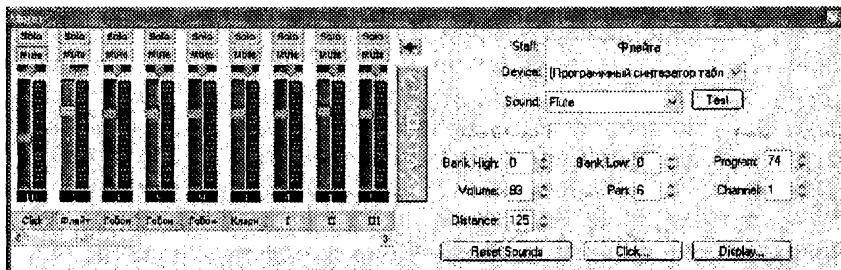 Mixer
Solo Solo Solo Solo Solo Solo Solo Solo Solo
Mute Mute Mute Mute Mute Mute Mute Mute Mute
Click Флейт Гобои Гобои Гобои Кларн I II III
Staff: Флейта
Device: (Программный синтезатор табл
Sound: Flute Test
Bank High: 0 Bank Low: 0 Program: 74
Volume: 83 Pan: 6 Channel: 1
Distance: 125
Reset Sounds Click... Display...